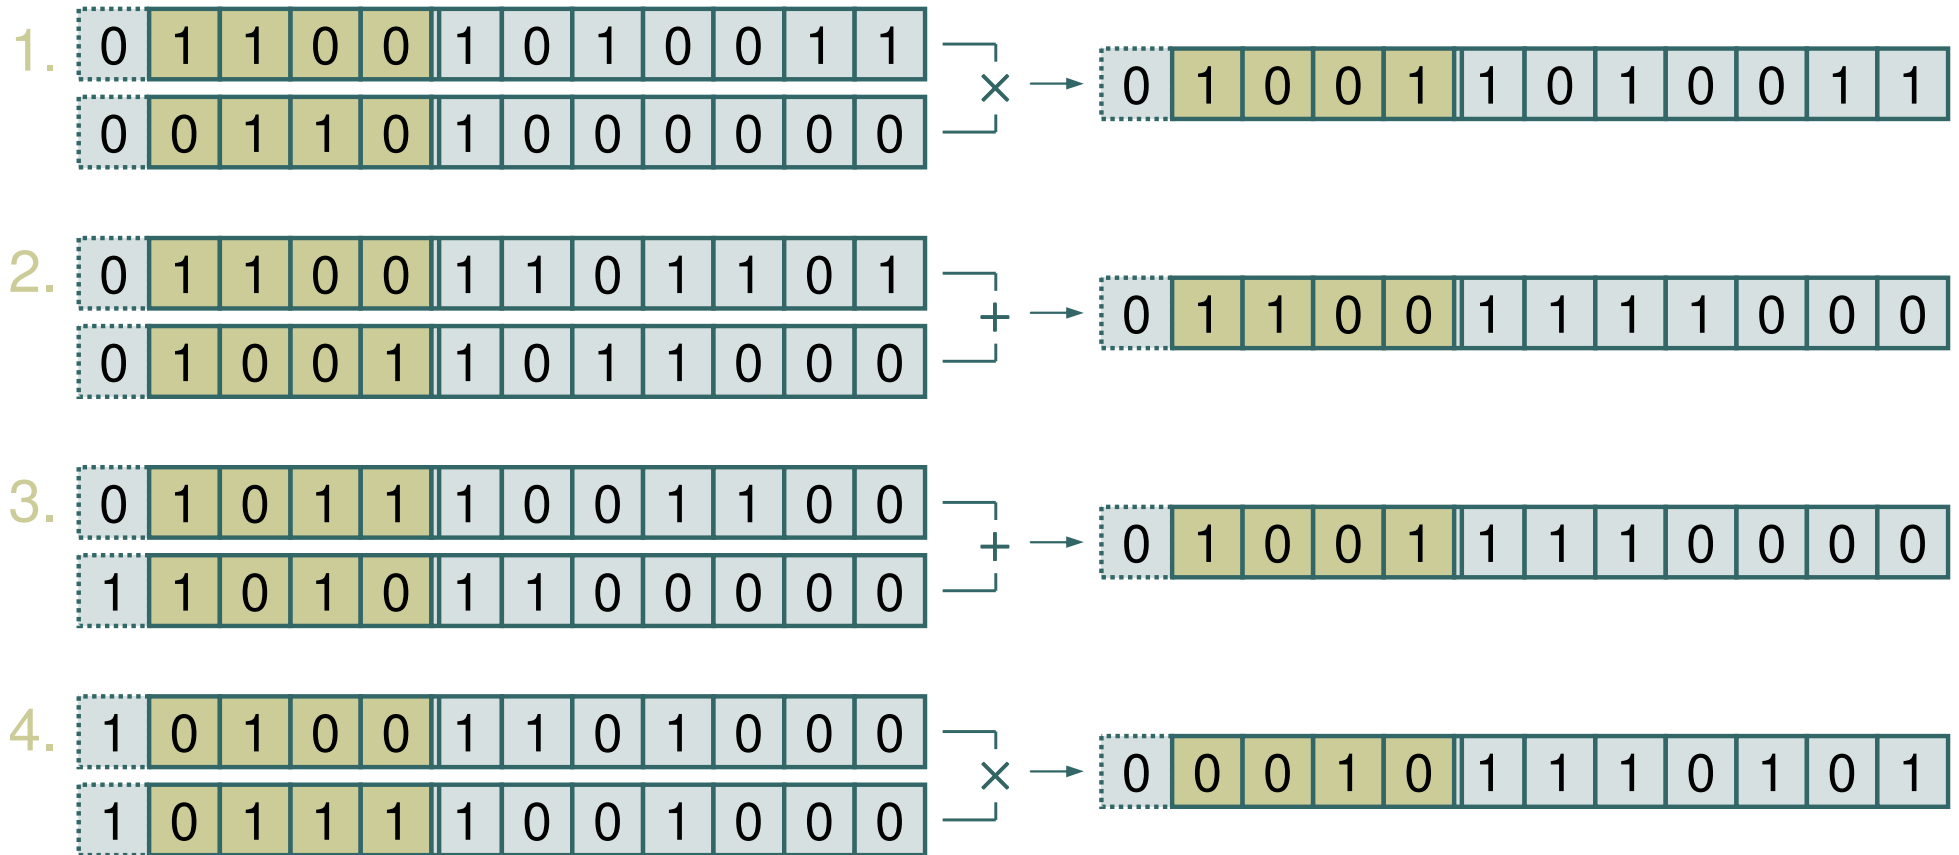 1. 0 1 1 0 0 1 0 1 0 0 1 1
× → 0 1 0 0 1 1 0 1 0 0 1 1
0 0 1 1 0 1 0 0 0 0 0 0
2. 0 1 1 0 0 1 1 0 1 1 0 1
+ → 0 1 1 0 0 1 1 1 1 0 0 0
0 1 0 0 1 1 0 1 1 0 0 0
3. 0 1 0 1 1 1 0 0 1 1 0 0
+ → 0 1 0 0 1 1 1 1 0 0 0 0
1 1 0 1 0 1 1 0 0 0 0 0
4. 1 0 1 0 0 1 1 0 1 0 0 0
× → 0 0 0 1 0 1 1 1 0 1 0 1
1 0 1 1 1 1 0 0 1 0 0 0